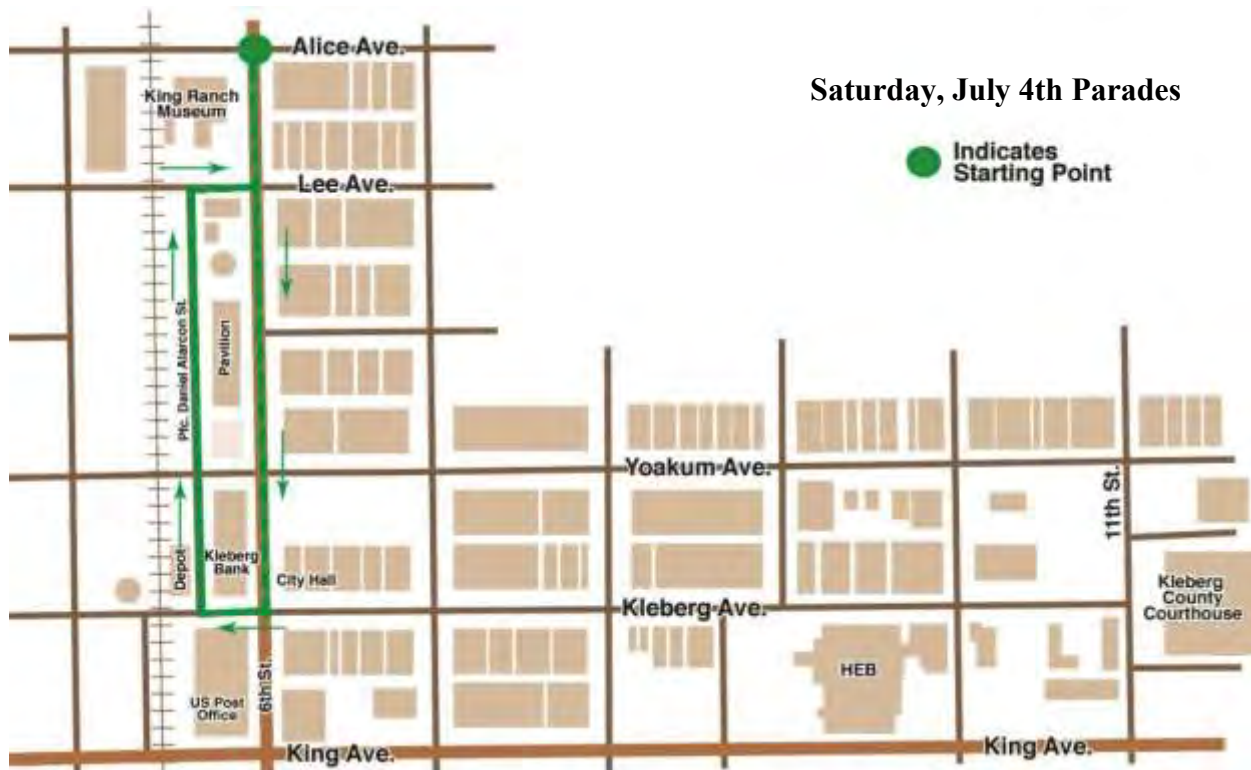 Alice Ave.
Saturday, July 4th Parades
King Ranch
Museum
Indicates
Starting Point
Lee Ave.
Pfc. Daniel Alarcon St.
Pavilion
Yoakum Ave.
11th St.
Depot
Kleberg
Bank
City Hall
Kleberg Ave.
Kleberg
County
Courthouse
6th St.
US Post
Office
HEB
King Ave.
King Ave.